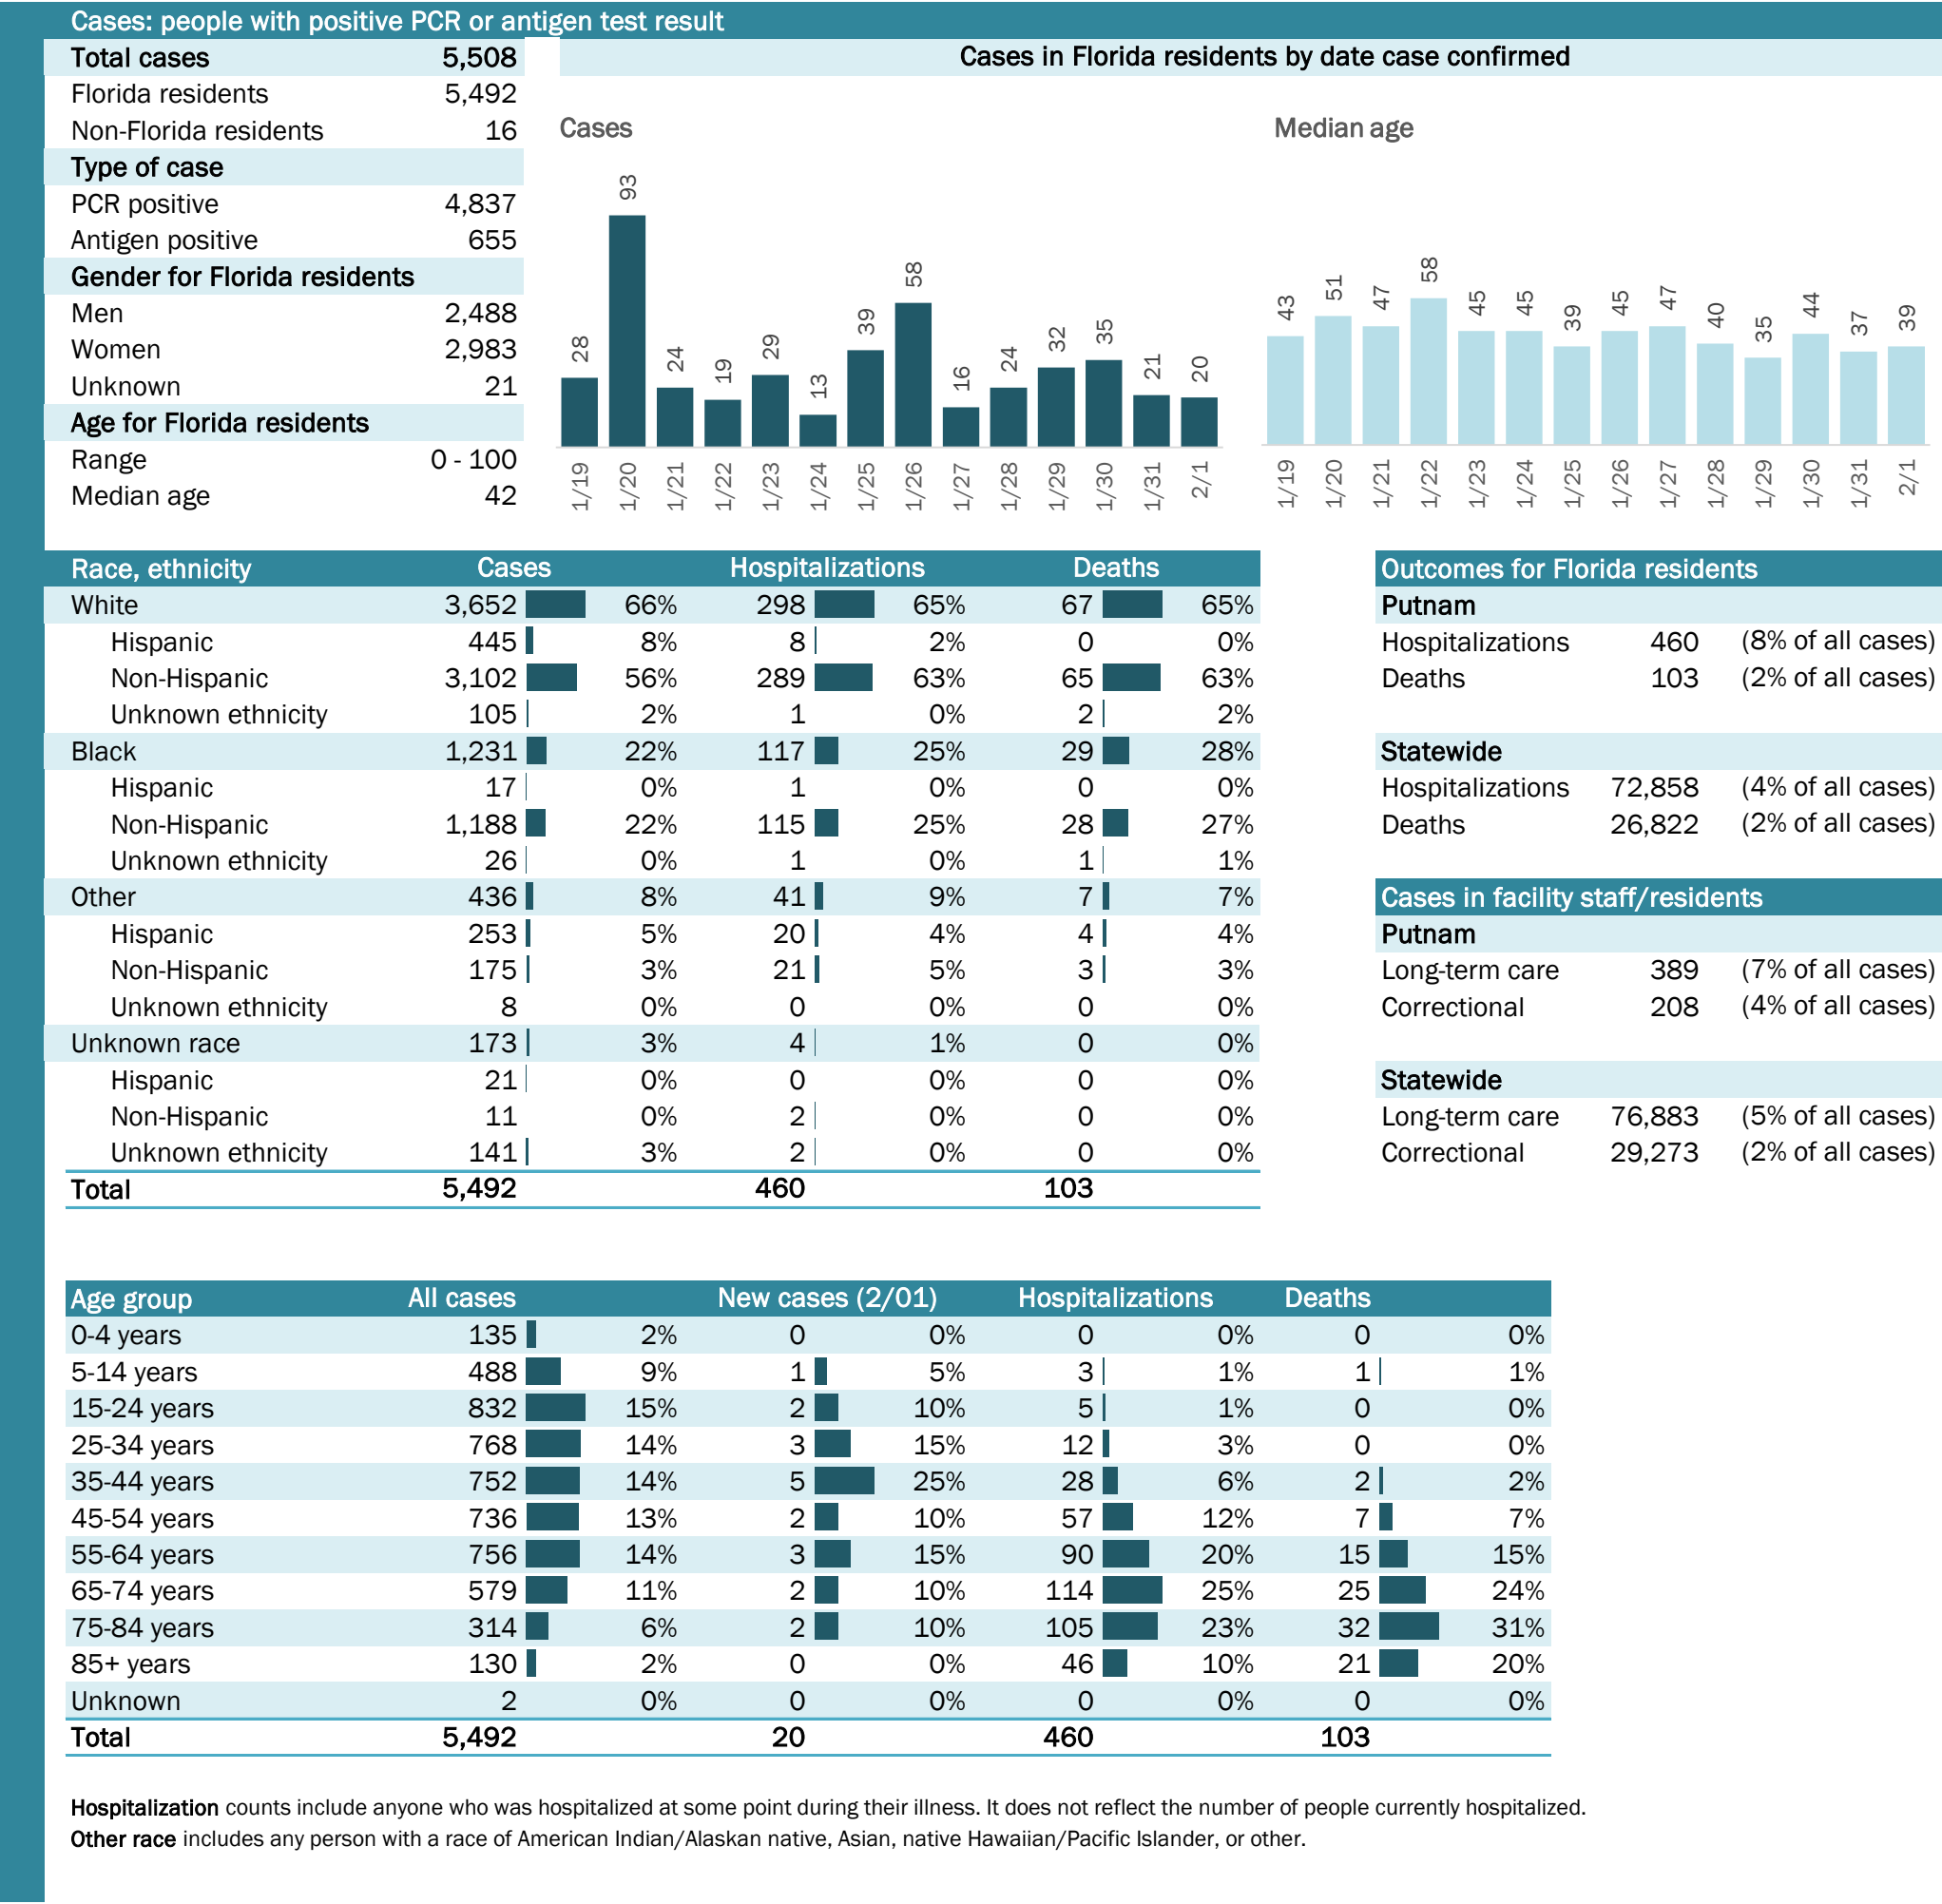 Cases: people with positive PCR or antigen test result
Total cases 5,508
Florida residents 5,492
Non-Florida residents 16
Type of case
PCR positive 4,837
Antigen positive 655
Gender for Florida residents
Men 2,488
Women 2,983
Unknown 21
Age for Florida residents
Range 0 - 100
Median age 42
Cases in Florida residents by date case confirmed
Cases
28 93 24 19 29 13 39 58 16 24 32 35 21 20
1/19 1/20 1/21 1/22 1/23 1/24 1/25 1/26 1/27 1/28 1/29 1/30 1/31 2/1
Median age
43 51 47 58 45 45 39 45 47 40 35 44 37 39
1/19 1/20 1/21 1/22 1/23 1/24 1/25 1/26 1/27 1/28 1/29 1/30 1/31 2/1
Race, ethnicity Cases Hospitalizations Deaths
White 3,652 66% 298 65% 67 65%
Hispanic 445 8% 8 2% 0 0%
Non-Hispanic 3,102 56% 289 63% 65 63%
Unknown ethnicity 105 2% 1 0% 2 2%
Black 1,231 22% 117 25% 29 28%
Hispanic 17 0% 1 0% 0 0%
Non-Hispanic 1,188 22% 115 25% 28 27%
Unknown ethnicity 26 0% 1 0% 1 1%
Other 436 8% 41 9% 7 7%
Hispanic 253 5% 20 4% 4 4%
Non-Hispanic 175 3% 21 5% 3 3%
Unknown ethnicity 8 0% 0 0% 0 0%
Unknown race 173 3% 4 1% 0 0%
Hispanic 21 0% 0 0% 0 0%
Non-Hispanic 11 0% 2 0% 0 0%
Unknown ethnicity 141 3% 2 0% 0 0%
Total 5,492 460 103
Outcomes for Florida residents
Putnam
Hospitalizations 460 (8% of all cases)
Deaths 103 (2% of all cases)
Statewide
Hospitalizations 72,858 (4% of all cases)
Deaths 26,822 (2% of all cases)
Cases in facility staff/residents
Putnam
Long-term care 389 (7% of all cases)
Correctional 208 (4% of all cases)
Statewide
Long-term care 76,883 (5% of all cases)
Correctional 29,273 (2% of all cases)
Age group All cases New cases (2/01) Hospitalizations Deaths
0-4 years 135 2% 0 0% 0 0% 0 0%
5-14 years 488 9% 1 5% 3 1% 1 1%
15-24 years 832 15% 2 10% 5 1% 0 0%
25-34 years 768 14% 3 15% 12 3% 0 0%
35-44 years 752 14% 5 25% 28 6% 2 2%
45-54 years 736 13% 2 10% 57 12% 7 7%
55-64 years 756 14% 3 15% 90 20% 15 15%
65-74 years 579 11% 2 10% 114 25% 25 24%
75-84 years 314 6% 2 10% 105 23% 32 31%
85+ years 130 2% 0 0% 46 10% 21 20%
Unknown 2 0% 0 0% 0 0% 0 0%
Total 5,492 20 460 103
Hospitalization counts include anyone who was hospitalized at some point during their illness. It does not reflect the number of people currently hospitalized.
Other race includes any person with a race of American Indian/Alaskan native, Asian, native Hawaiian/Pacific Islander, or other.